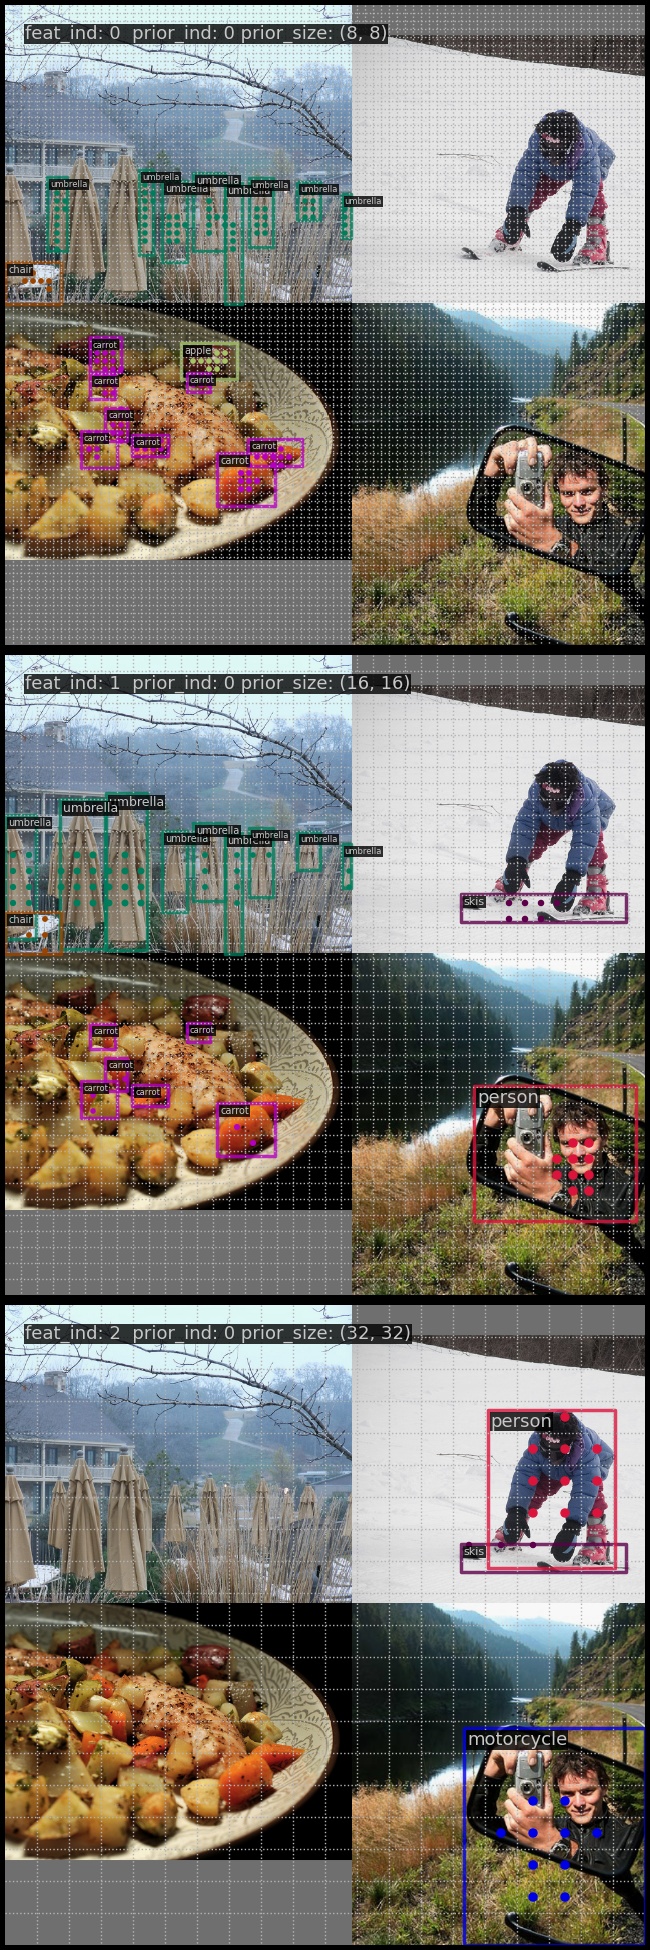 feat_ind: 0  prior_ind: 0 prior_size: (8, 8)
umbrella
umbrella
umbrella
umbrella
umbrella
umbrella
umbrella
umbrella
chair
carrot
apple
carrot
carrot
carrot
carrot
carrot
carrot
carrot
feat_ind: 1  prior_ind: 0 prior_size: (16, 16)
umbrella
umbrella
umbrella
umbrella
umbrella
umbrella
umbrella
umbrella
umbrella
chair
skis
carrot
carrot
carrot
carrot
carrot
carrot
person
feat_ind: 2  prior_ind: 0 prior_size: (32, 32)
person
skis
motorcycle